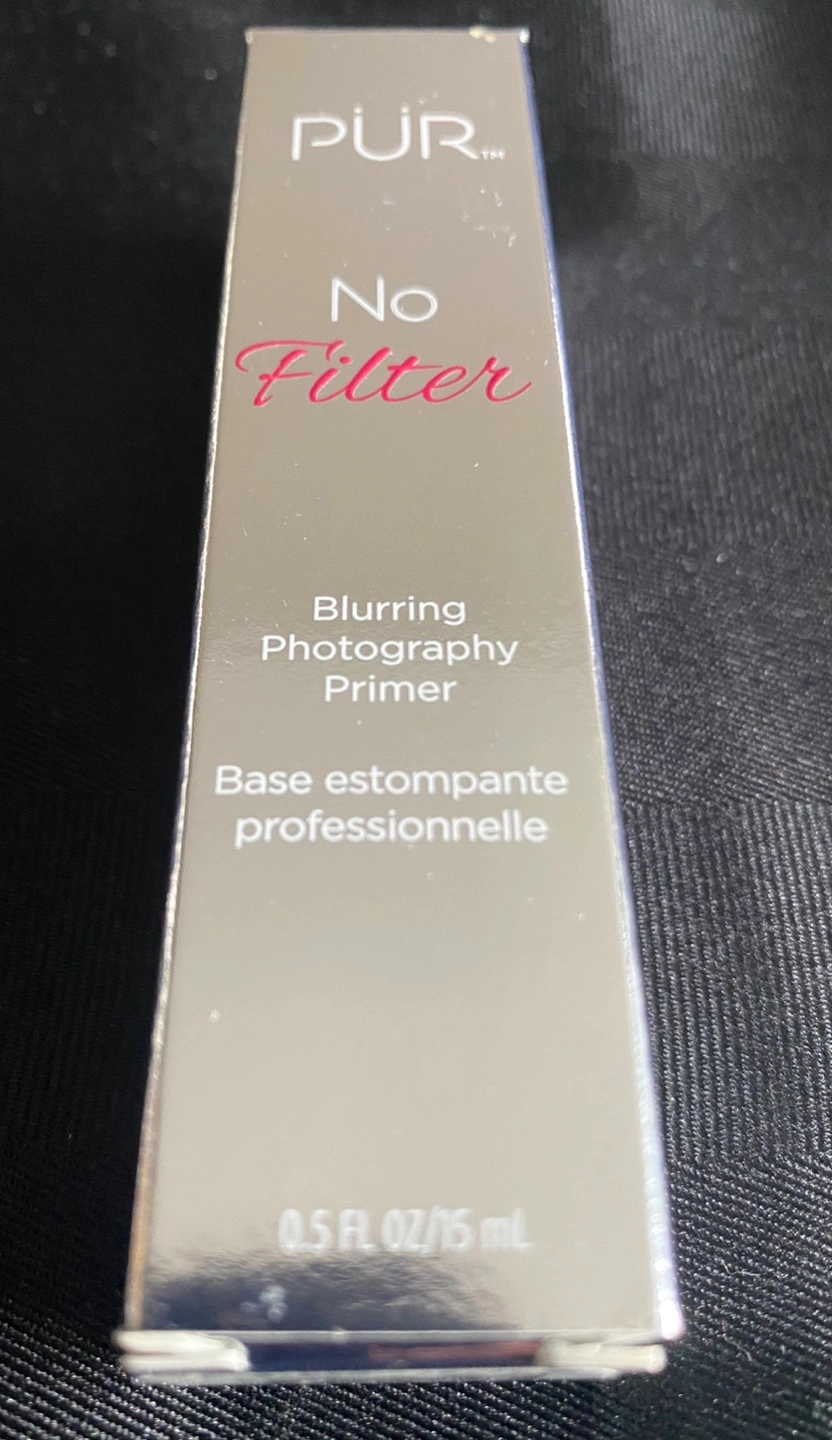 PÜR™
No
Filter
Blurring
Photography
Primer
Base estompante
professionnelle
0.5 FL OZ/15 mL